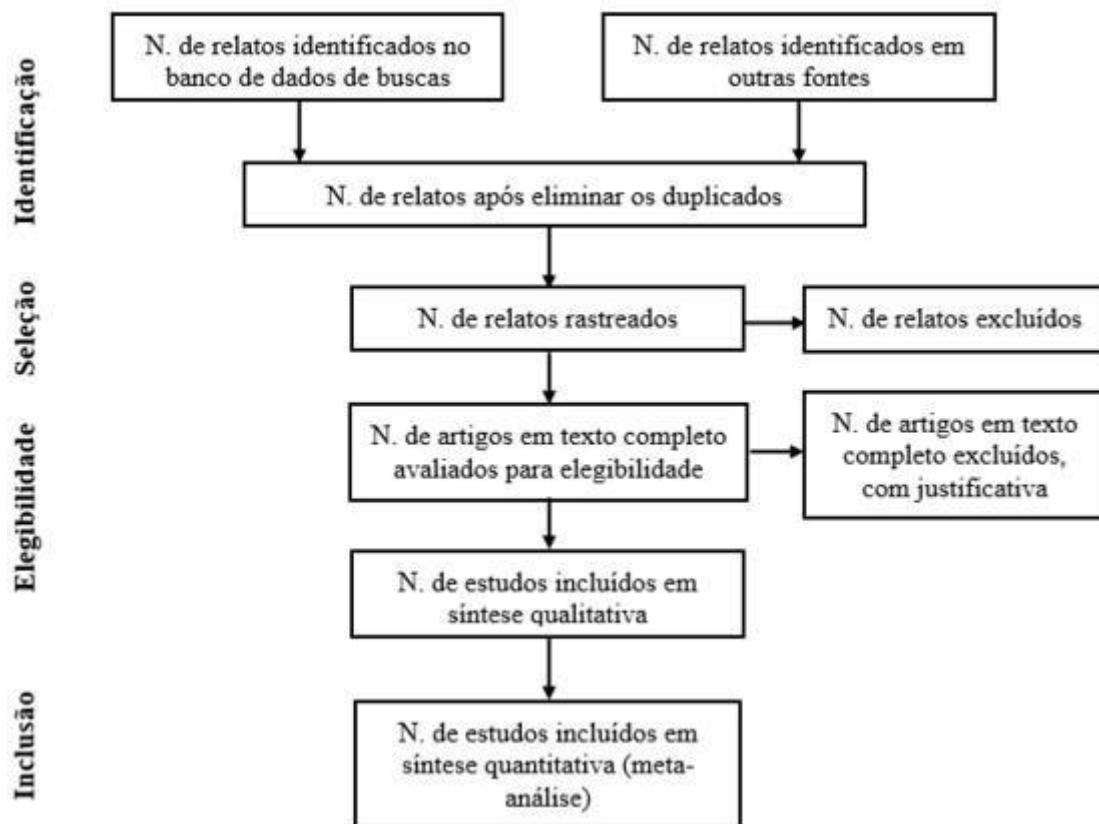 Identificação
N. de relatos identificados no
banco de dados de buscas
N. de relatos identificados em
outras fontes
N. de relatos após eliminar os duplicados
Seleção
N. de relatos rastreados
N. de relatos excluídos
Elegibilidade
N. de artigos em texto completo
avaliados para elegibilidade
N. de artigos em texto
completo excluídos,
com justificativa
N. de estudos incluídos em
síntese qualitativa
Inclusão
N. de estudos incluídos em
síntese quantitativa (meta-
análise)